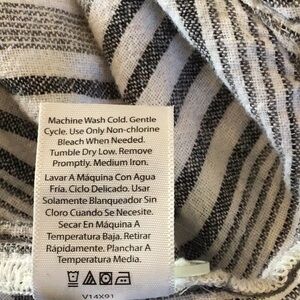 Machine Wash Cold. Gentle
Cycle. Use Only Non-chlorine
Bleach When Needed.
Tumble Dry Low. Remove
Promptly. Medium Iron.
Lavar A Máquina Con Agua
Fría. Ciclo Delicado. Usar
Solamente Blanqueador Sin
Cloro Cuando Se Necesite.
Secar En Máquina A
Temperatura Baja. Retirar
Rápidamente. Planchar A
Temperatura Media.
V14X91